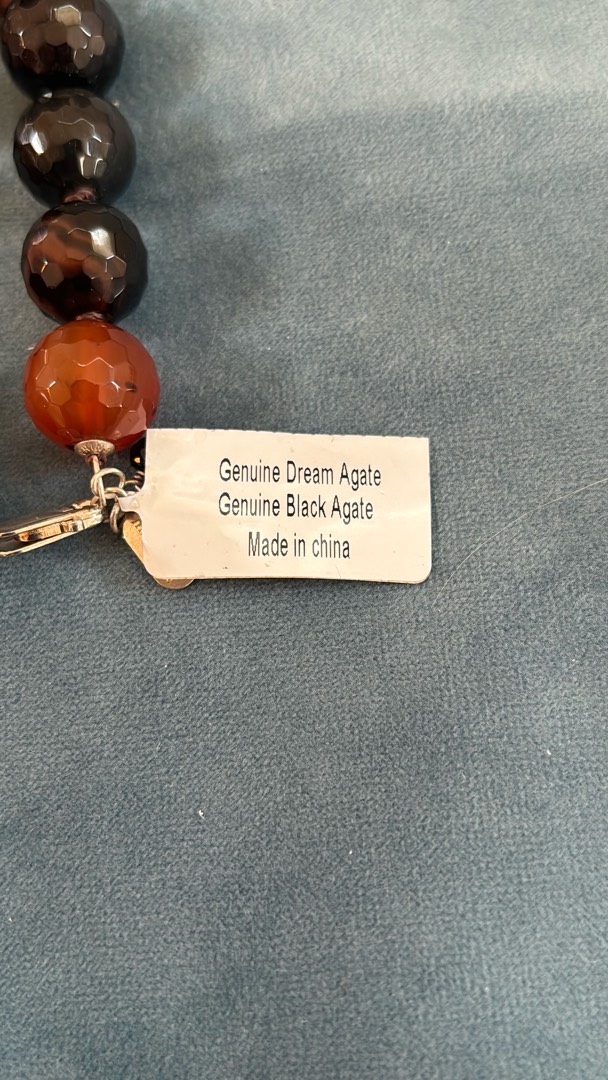 Genuine Dream Agate
Genuine Black Agate
Made in china